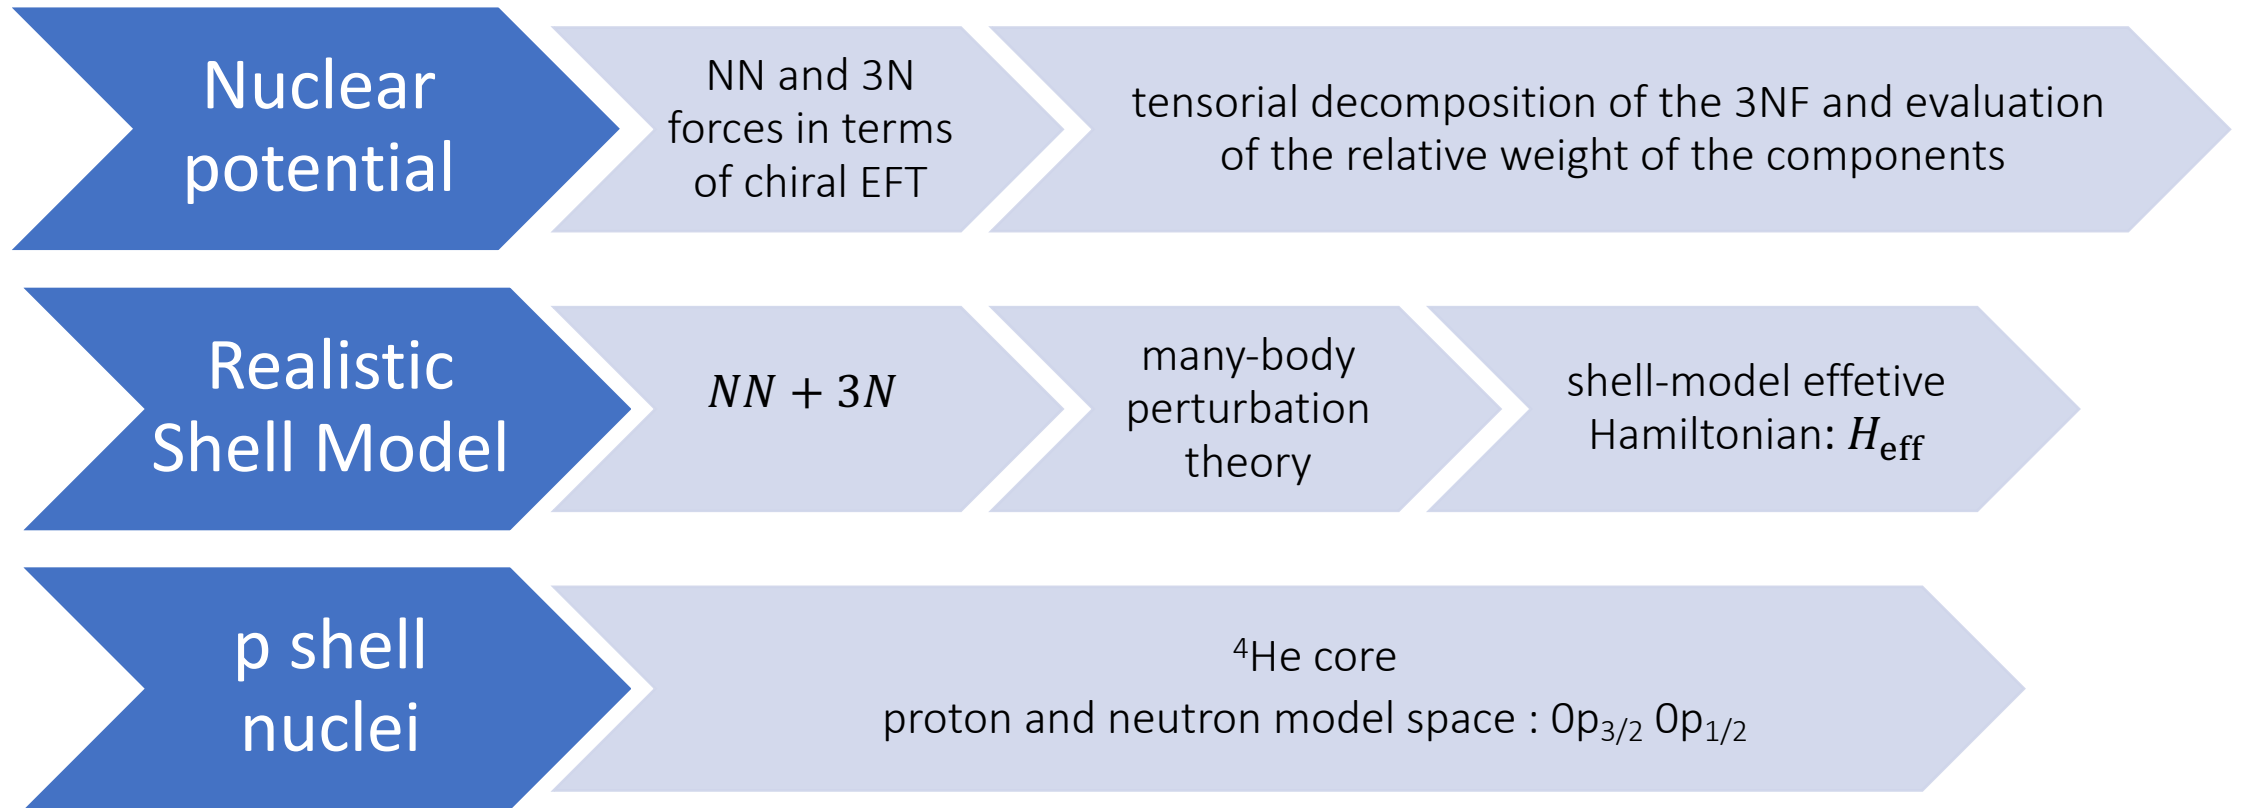 Nuclear
potential
NN and 3N
forces in terms
of chiral EFT
tensorial decomposition of the 3NF and evaluation
of the relative weight of the components
Realistic
Shell Model
NN + 3N
many-body
perturbation
theory
shell-model effetive
Hamiltonian: H_eff
p shell
nuclei
⁴He core
proton and neutron model space : 0p₃/₂ 0p₁/₂